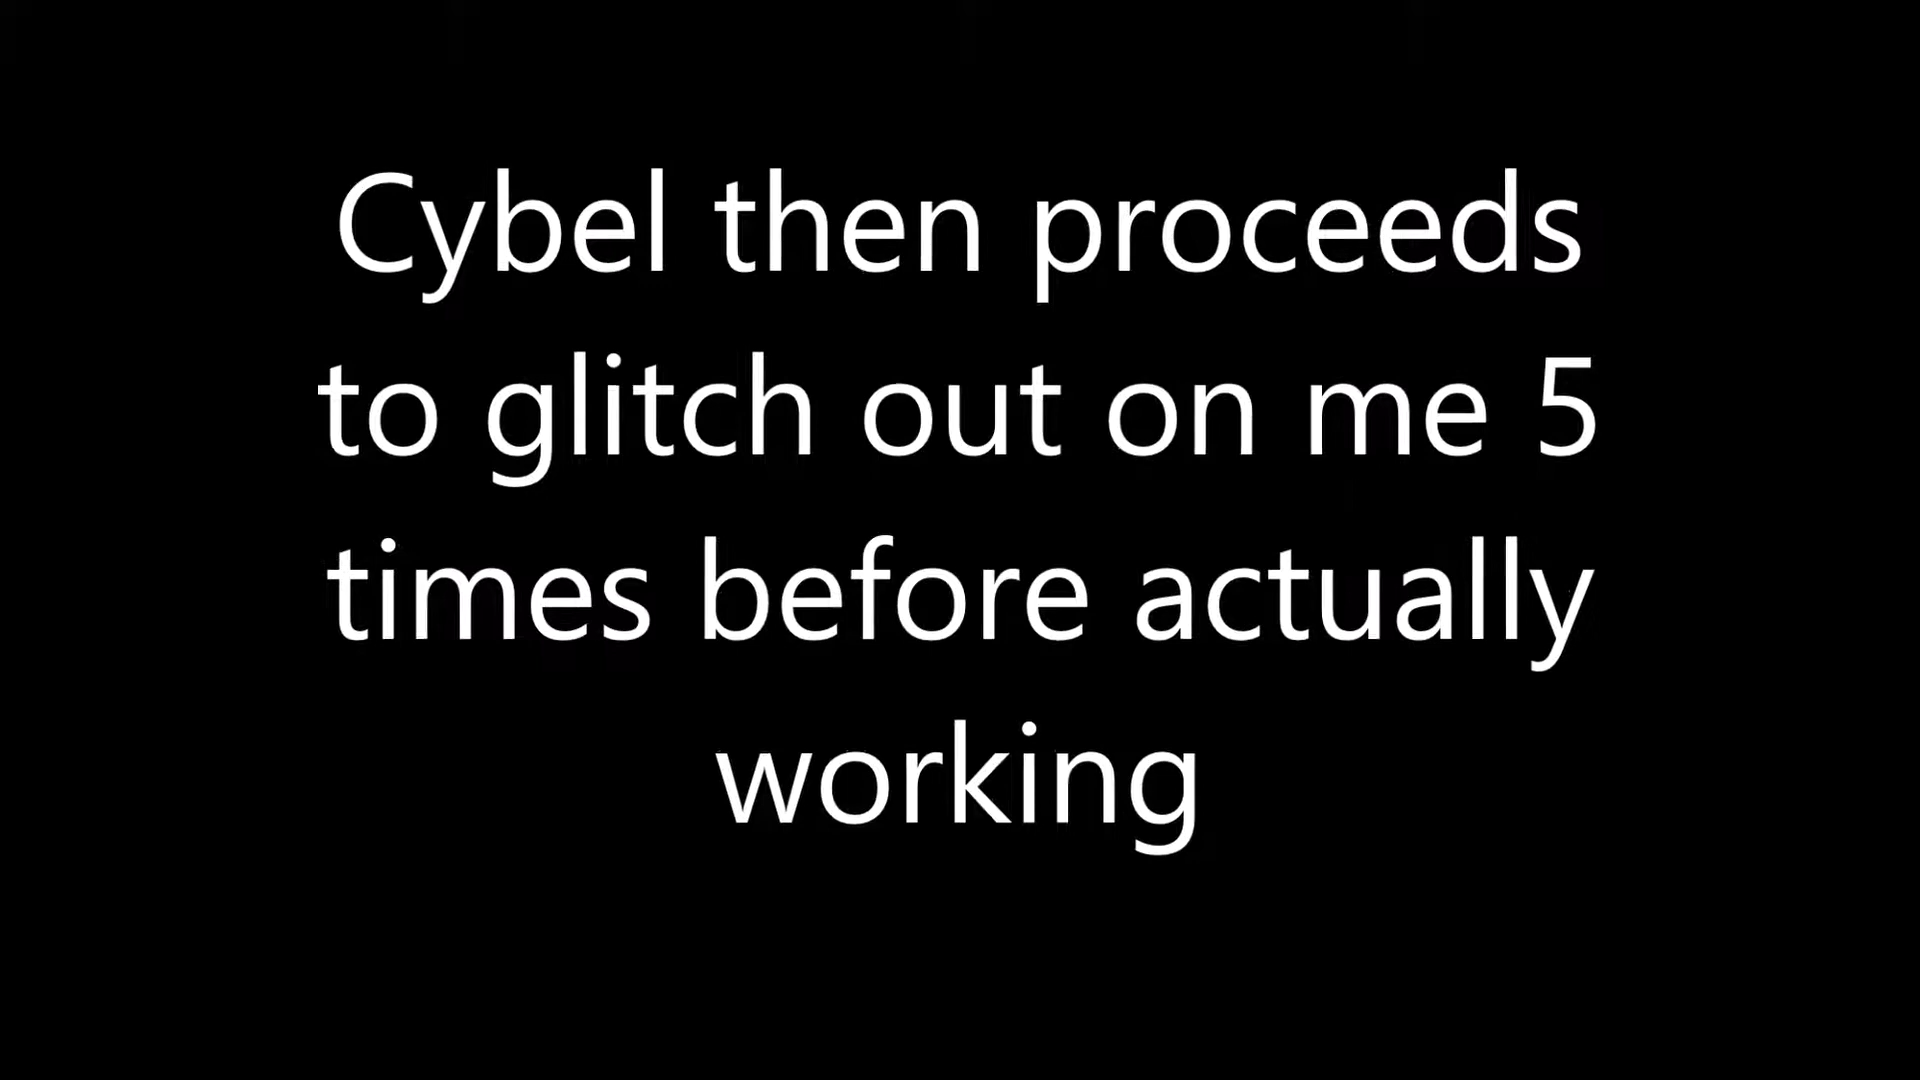 Cybel then proceeds
to glitch out on me 5
times before actually
working